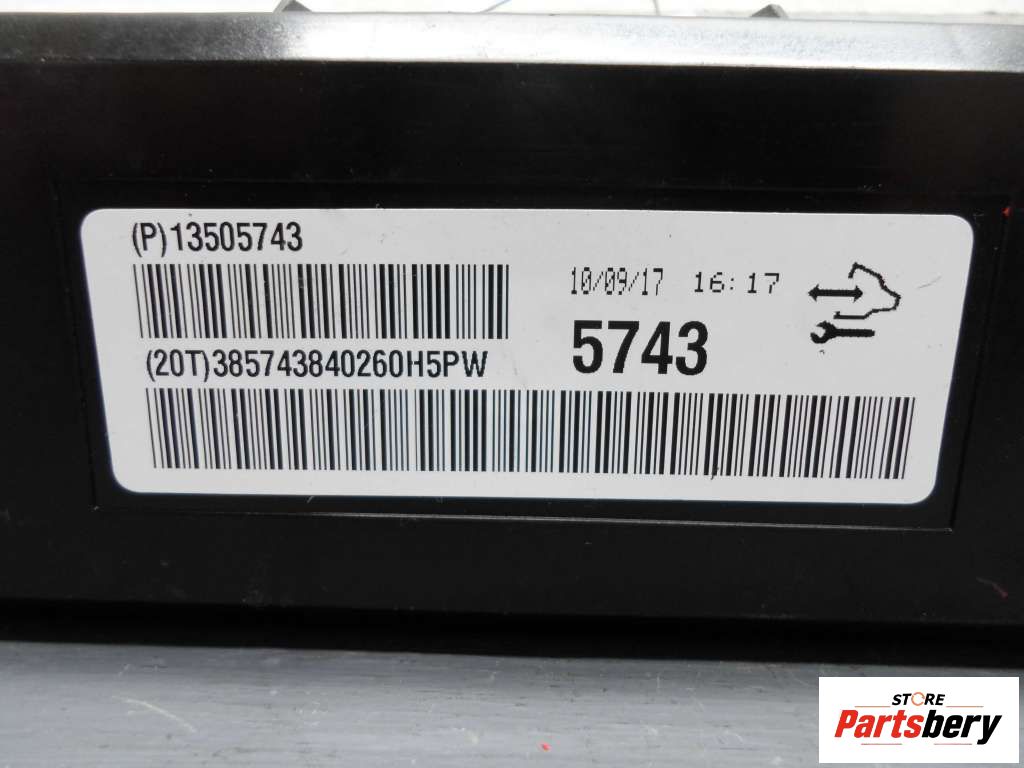 (P)13505743
10/09/17 16:17
5743
(20T)385743840260H5PW
STORE
Partsbery